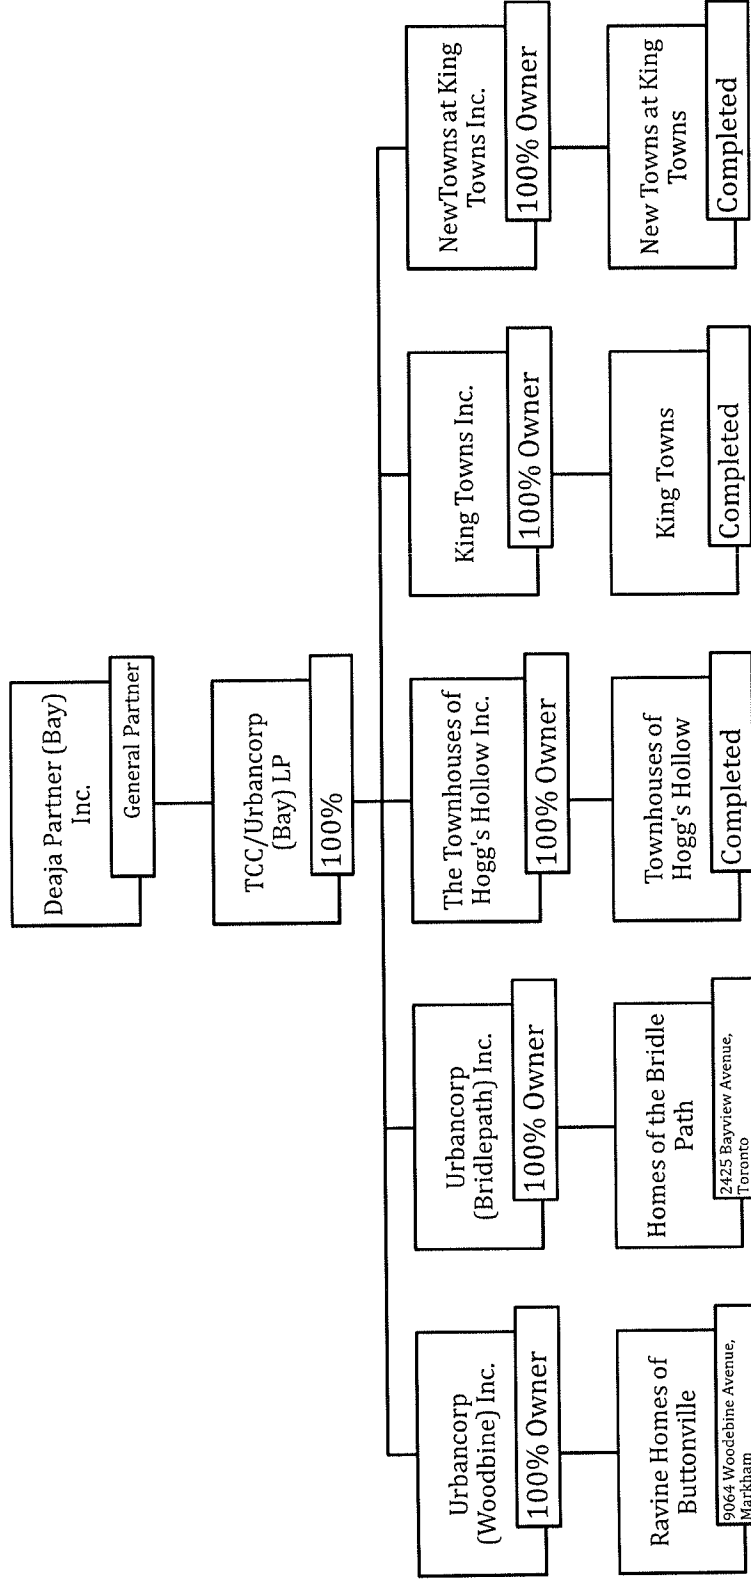 Deaja Partner (Bay)
Inc.
General Partner
TCC/Urbancorp
(Bay) LP
100%
Urbancorp
(Woodbine) Inc.
100% Owner
Urbancorp
(Bridlepath) Inc.
100% Owner
The Townhouses of
Hogg's Hollow Inc.
100% Owner
King Towns Inc.
100% Owner
NewTowns at King
Towns Inc.
100% Owner
Ravine Homes of
Buttonville
9064 Woodebine Avenue,
Markham
Homes of the Bridle
Path
2425 Bayview Avenue,
Toronto
Townhouses of
Hogg's Hollow
Completed
King Towns
Completed
New Towns at King
Towns
Completed